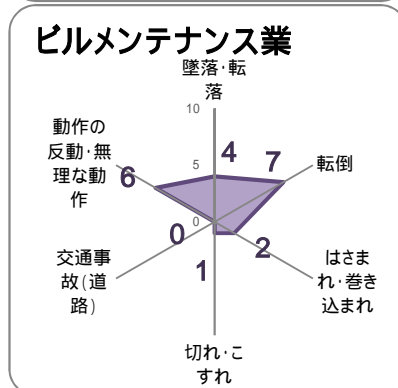 ビルメンテナンス業
墜落･転
落
10
5
0
4
7
転倒
2
はさま
れ･巻き
込まれ
1
切れ･こ
すれ
0
交通事
故(道
路)
6
動作の
反動･無
理な動
作